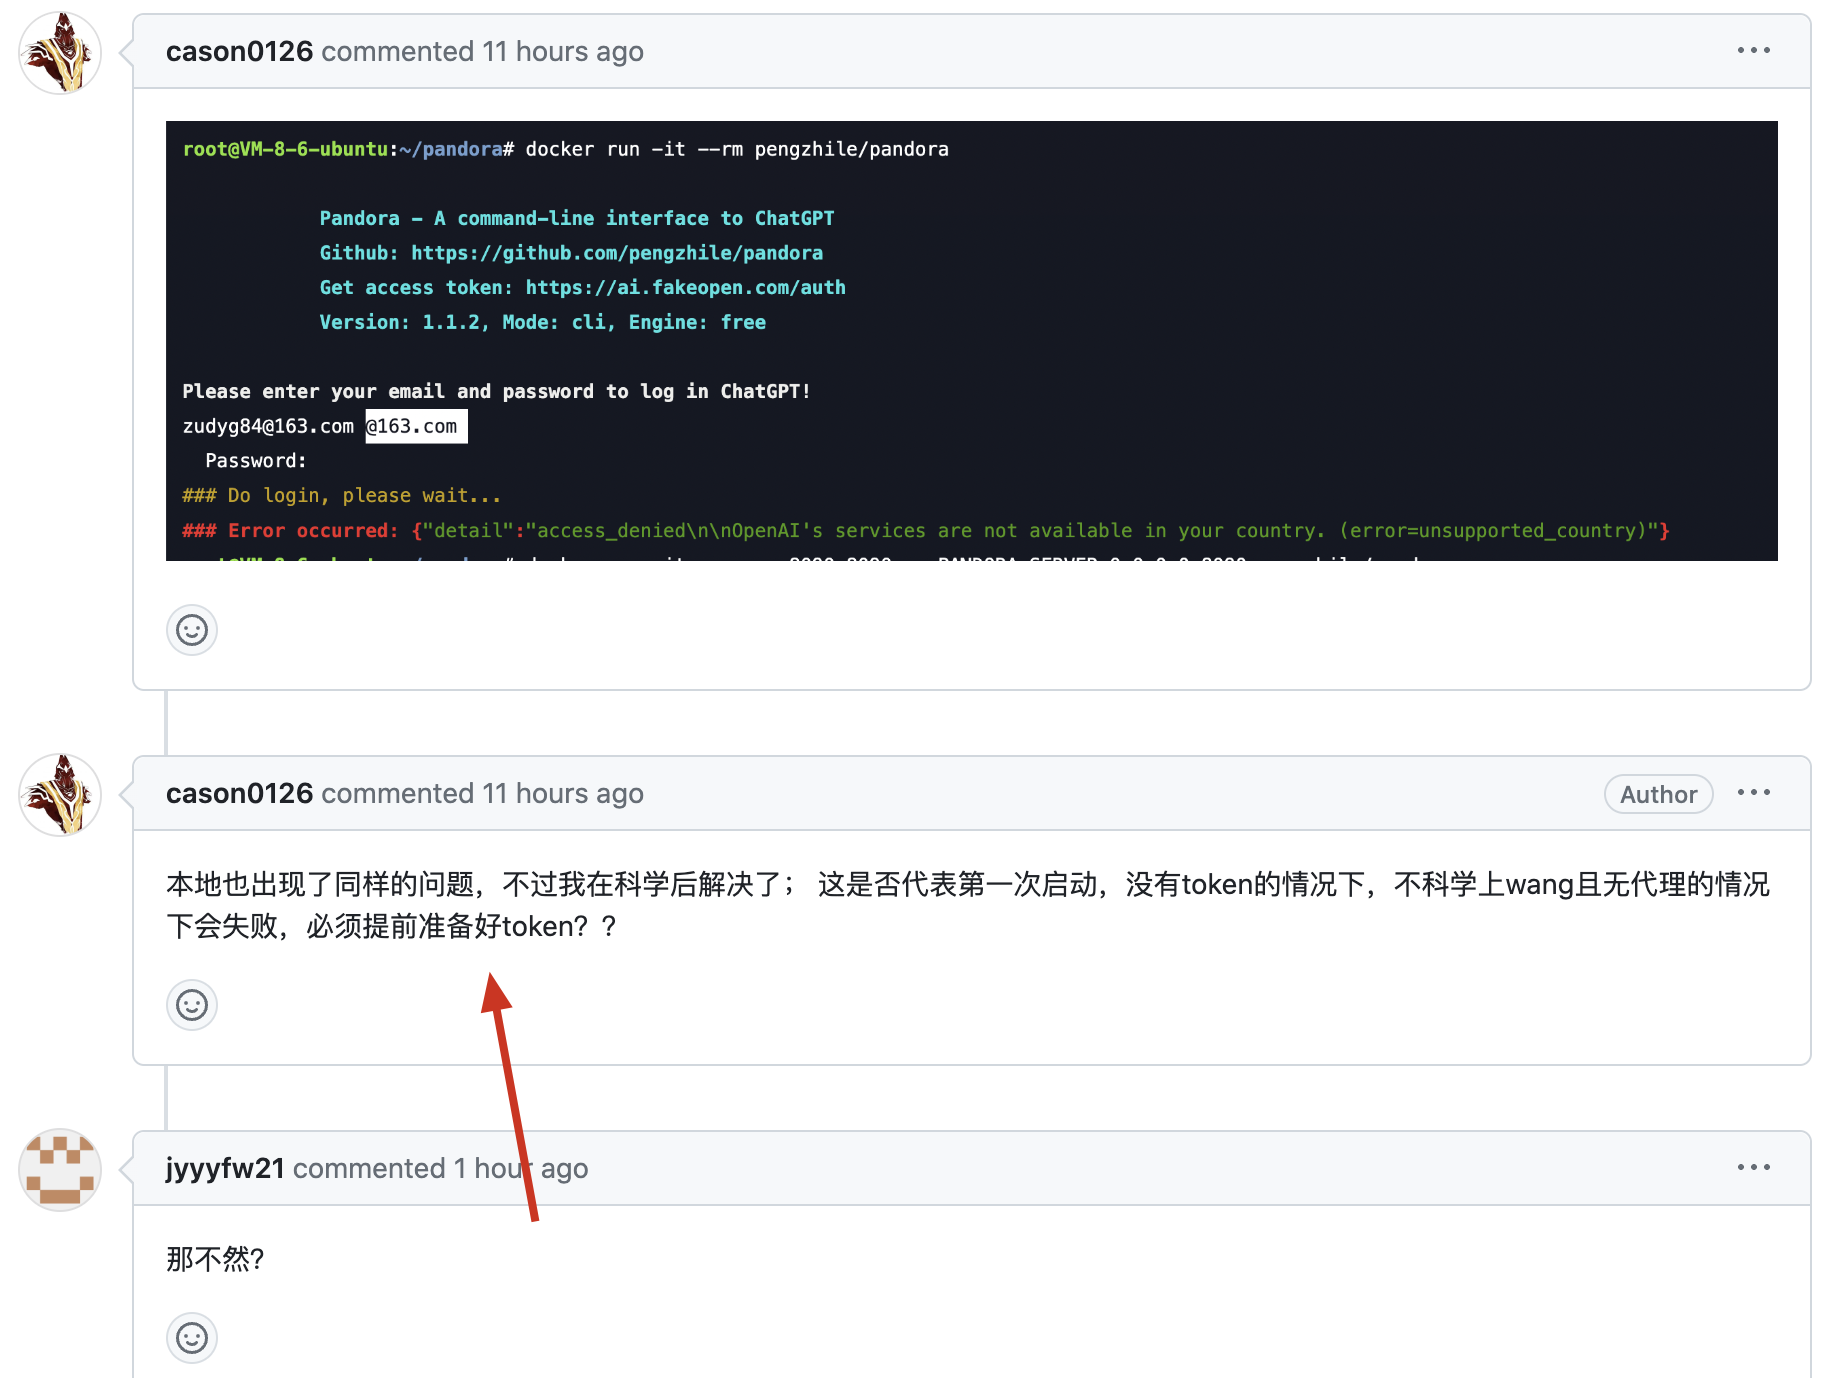 cason0126 commented 11 hours ago
root@VM-8-6-ubuntu:~/pandora# docker run -it --rm pengzhile/pandora
Pandora - A command-line interface to ChatGPT
Github: https://github.com/pengzhile/pandora
Get access token: https://ai.fakeopen.com/auth
Version: 1.1.2, Mode: cli, Engine: free
Please enter your email and password to log in ChatGPT!
zudyg84@163.com @163.com
Password:
### Do login, please wait...
### Error occurred: {"detail":"access_denied\n\nOpenAI's services are not available in your country. (error=unsupported_country)"}
cason0126 commented 11 hours ago
Author
本地也出现了同样的问题，不过我在科学后解决了； 这是否代表第一次启动，没有token的情况下，不科学上wang且无代理的情况
下会失败，必须提前准备好token？？
jyyyfw21 commented 1 hour ago
那不然?